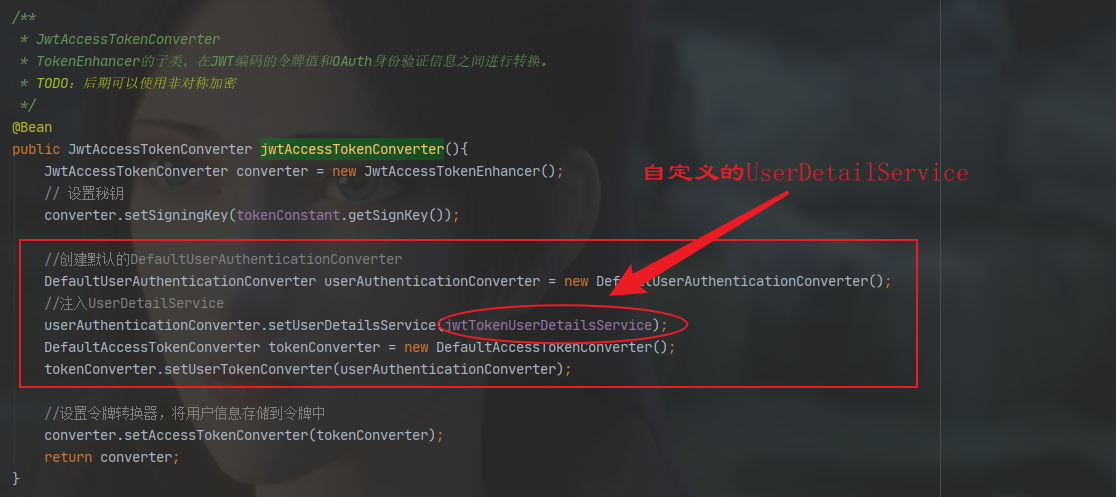 /**
 * JwtAccessTokenConverter
 * TokenEnhancer的子类，在JWT编码的令牌值和OAuth身份验证信息之间进行转换。
 * TODO：后期可以使用非对称加密
 */
@Bean
public JwtAccessTokenConverter jwtAccessTokenConverter(){
    JwtAccessTokenConverter converter = new JwtAccessTokenEnhancer();
    // 设置秘钥
    converter.setSigningKey(tokenConstant.getSignKey());
自定义的UserDetailService
    //创建默认的DefaultUserAuthenticationConverter
    DefaultUserAuthenticationConverter userAuthenticationConverter = new DefaultUserAuthenticationConverter();
    //注入UserDetailService
    userAuthenticationConverter.setUserDetailsService(jwtTokenUserDetailsService);
    DefaultAccessTokenConverter tokenConverter = new DefaultAccessTokenConverter();
    tokenConverter.setUserTokenConverter(userAuthenticationConverter);
    //设置令牌转换器，将用户信息存储到令牌中
    converter.setAccessTokenConverter(tokenConverter);
    return converter;
}